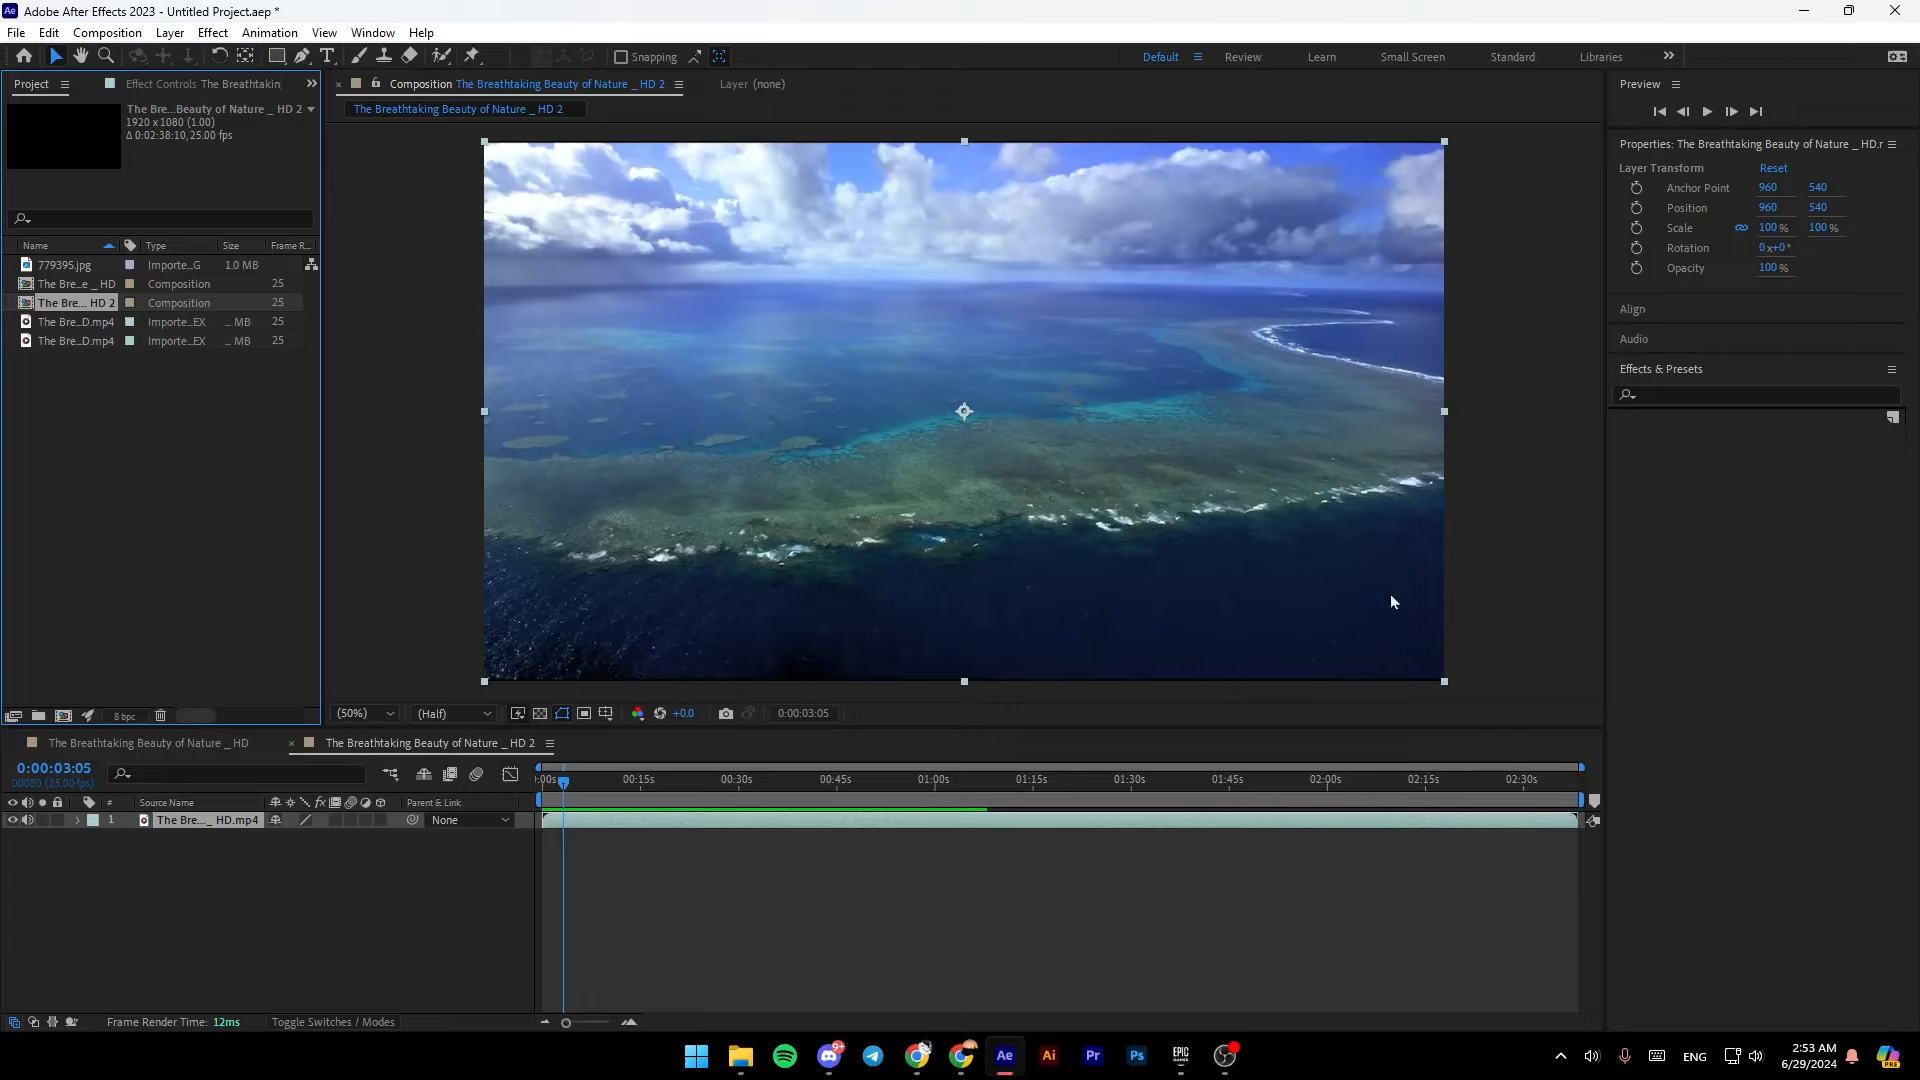 Adobe After Effects 2023 - Untitled Project.aep *
File Edit Composition Layer Effect Animation View Window Help
Snapping
Default Review Learn Small Screen Standard Libraries
Project
Effect Controls The Breathtakin
The Bre...Beauty of Nature _ HD 2
1920 x 1080 (1.00)
Δ 0:02:38:10, 25.00 fps
Name Type Size Frame R...
779395.jpg Importe...G 1.0 MB
The Bre...e _ HD Composition 25
The Bre... HD 2 Composition 25
The Bre...D.mp4 Importe...EX ... MB 25
The Bre...D.mp4 Importe...EX ... MB 25
8 bpc
Composition The Breathtaking Beauty of Nature _ HD 2
Layer (none)
The Breathtaking Beauty of Nature _ HD 2
(50%) (Half) +0.0 0:00:03:05
Preview
Properties: The Breathtaking Beauty of Nature _ HD.r
Layer Transform Reset
Anchor Point 960 540
Position 960 540
Scale 100 % 100 %
Rotation 0 x+0 °
Opacity 100 %
Align
Audio
Effects & Presets
The Breathtaking Beauty of Nature _ HD
The Breathtaking Beauty of Nature _ HD 2
0:00:03:05
00080 (25.00 fps)
:00s 00:15s 00:30s 00:45s 01:00s 01:15s 01:30s 01:45s 02:00s 02:15s 02:30s
# Source Name fx Parent & Link
1 The Bre..._ HD.mp4 None
Frame Render Time: 12ms
Toggle Switches / Modes
9+
Ae Ai Pr Ps EPIC GAMES
ENG
2:53 AM
6/29/2024
PRE